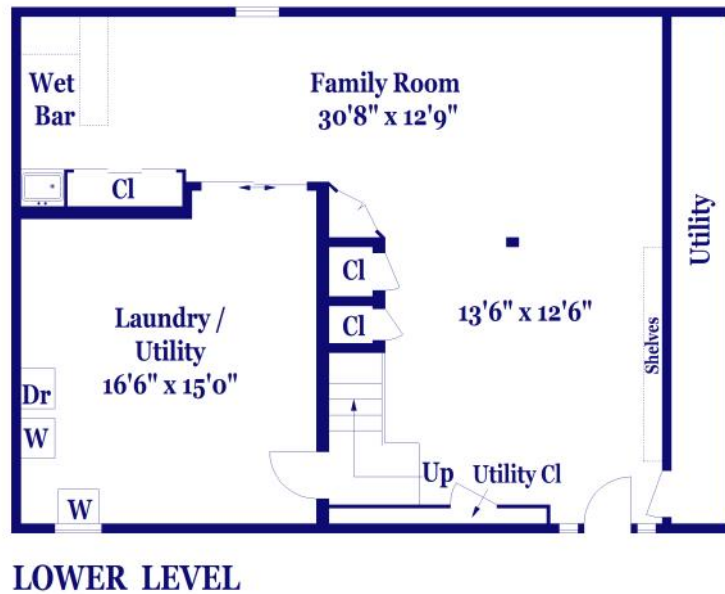 Wet
Bar
Family Room
30'8" x 12'9"
Cl
Utility
Cl
Cl
13'6" x 12'6"
Shelves
Laundry /
Utility
16'6" x 15'0"
Dr
W
W
Up
Utility Cl
LOWER LEVEL